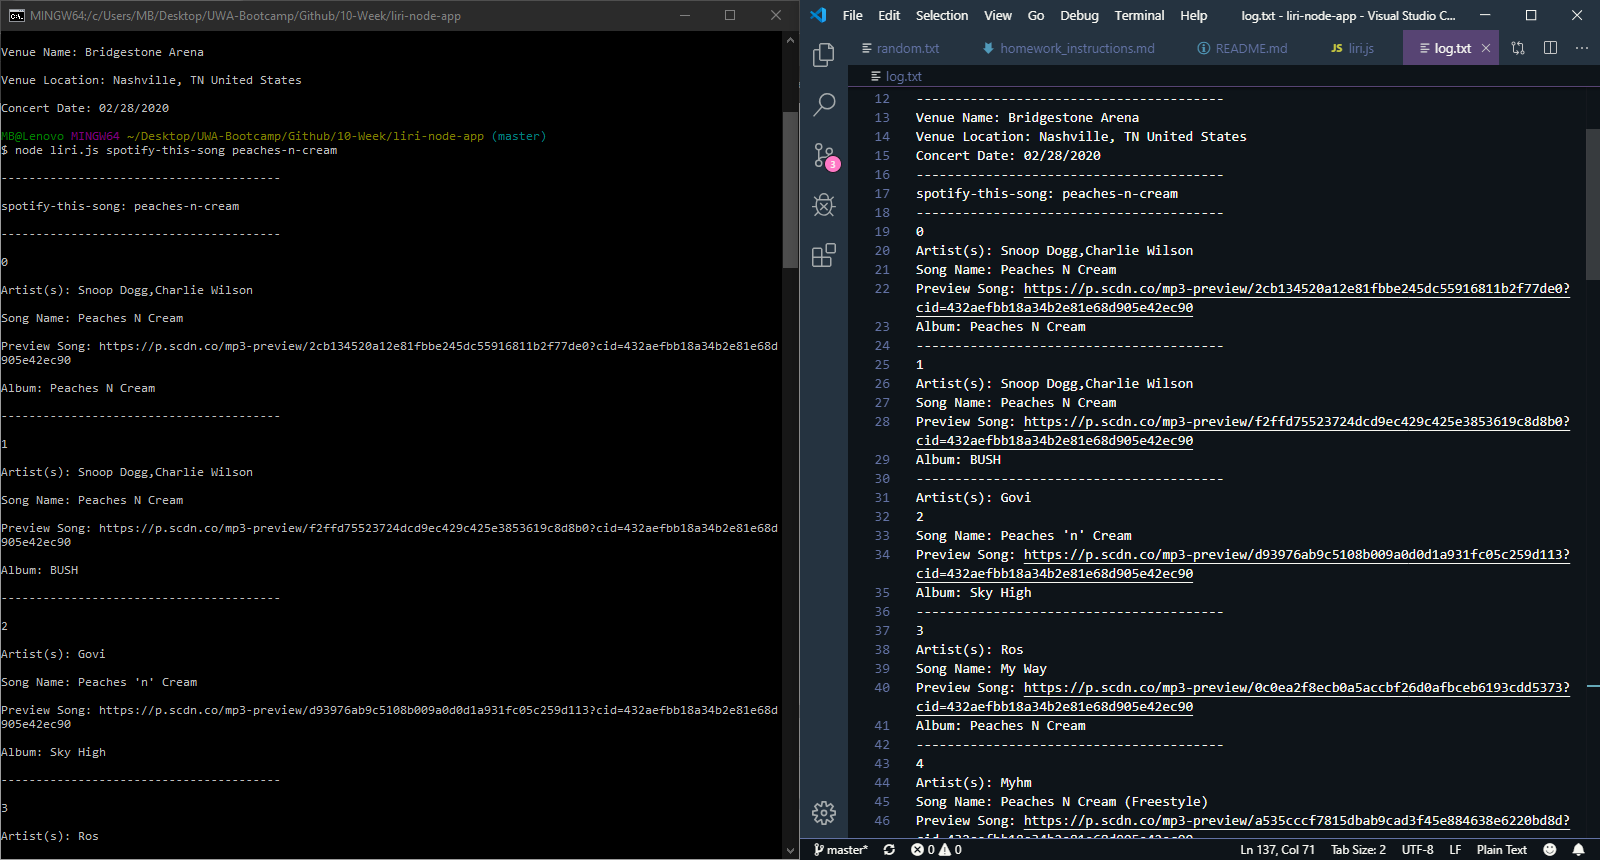 MINGW64:/c/Users/MB/Desktop/UWA-Bootcamp/Github/10-Week/liri-node-app
Venue Name: Bridgestone Arena
Venue Location: Nashville, TN United States
Concert Date: 02/28/2020
MB@Lenovo MINGW64 ~/Desktop/UWA-Bootcamp/Github/10-Week/liri-node-app (master)
$ node liri.js spotify-this-song peaches-n-cream
----------------------------------------
spotify-this-song: peaches-n-cream
----------------------------------------
0
Artist(s): Snoop Dogg,Charlie Wilson
Song Name: Peaches N Cream
Preview Song: https://p.scdn.co/mp3-preview/2cb134520a12e81fbbe245dc55916811b2f77de0?cid=432aefbb18a34b2e81e68d
905e42ec90
Album: Peaches N Cream
----------------------------------------
1
Artist(s): Snoop Dogg,Charlie Wilson
Song Name: Peaches N Cream
Preview Song: https://p.scdn.co/mp3-preview/f2ffd75523724dcd9ec429c425e3853619c8d8b0?cid=432aefbb18a34b2e81e68d
905e42ec90
Album: BUSH
----------------------------------------
2
Artist(s): Govi
Song Name: Peaches 'n' Cream
Preview Song: https://p.scdn.co/mp3-preview/d93976ab9c5108b009a0d0d1a931fc05c259d113?cid=432aefbb18a34b2e81e68d
905e42ec90
Album: Sky High
----------------------------------------
3
Artist(s): Ros
File Edit Selection View Go Debug Terminal Help log.txt - liri-node-app - Visual Studio C...
random.txt homework_instructions.md README.md JS liri.js log.txt
log.txt
3
12 ----------------------------------------
13 Venue Name: Bridgestone Arena
14 Venue Location: Nashville, TN United States
15 Concert Date: 02/28/2020
16 ----------------------------------------
17 spotify-this-song: peaches-n-cream
18 ----------------------------------------
19 0
20 Artist(s): Snoop Dogg,Charlie Wilson
21 Song Name: Peaches N Cream
22 Preview Song: https://p.scdn.co/mp3-preview/2cb134520a12e81fbbe245dc55916811b2f77de0?
cid=432aefbb18a34b2e81e68d905e42ec90
23 Album: Peaches N Cream
24 ----------------------------------------
25 1
26 Artist(s): Snoop Dogg,Charlie Wilson
27 Song Name: Peaches N Cream
28 Preview Song: https://p.scdn.co/mp3-preview/f2ffd75523724dcd9ec429c425e3853619c8d8b0?
cid=432aefbb18a34b2e81e68d905e42ec90
29 Album: BUSH
30 ----------------------------------------
31 Artist(s): Govi
32 2
33 Song Name: Peaches 'n' Cream
34 Preview Song: https://p.scdn.co/mp3-preview/d93976ab9c5108b009a0d0d1a931fc05c259d113?
cid=432aefbb18a34b2e81e68d905e42ec90
35 Album: Sky High
36 ----------------------------------------
37 3
38 Artist(s): Ros
39 Song Name: My Way
40 Preview Song: https://p.scdn.co/mp3-preview/0c0ea2f8ecb0a5accbf26d0afbceb6193cdd5373?
cid=432aefbb18a34b2e81e68d905e42ec90
41 Album: Peaches N Cream
42 ----------------------------------------
43 4
44 Artist(s): Myhm
45 Song Name: Peaches N Cream (Freestyle)
46 Preview Song: https://p.scdn.co/mp3-preview/a535cccf7815dbab9cad3f45e884638e6220bd8d?
cid=432aefbb18a34b2e81e68d905e42ec90
master* 0 0 Ln 137, Col 71 Tab Size: 2 UTF-8 LF Plain Text